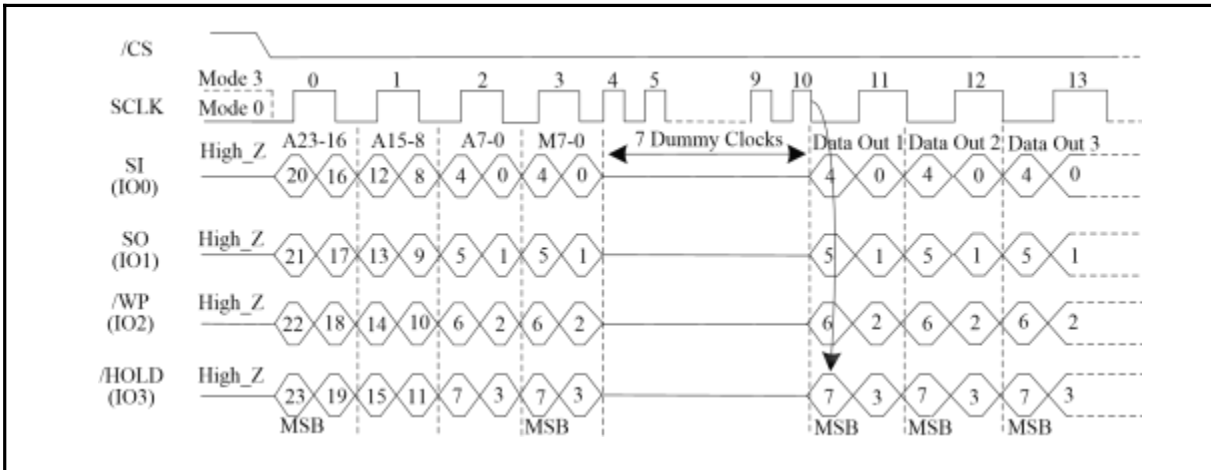 /CS
Mode 3 0 1 2 3 4 5 9 10 11 12 13
SCLK Mode 0
A23-16 A15-8 A7-0 M7-0 7 Dummy Clocks Data Out 1 Data Out 2 Data Out 3
SI High_Z
(IO0) 20 16 12 8 4 0 4 0 4 0 4 0 4 0
SO High_Z
(IO1) 21 17 13 9 5 1 5 1 5 1 5 1 5 1
/WP High_Z
(IO2) 22 18 14 10 6 2 6 2 6 2 6 2 6 2
/HOLD High_Z
(IO3) 23 19 15 11 7 3 7 3 7 3 7 3 7 3
MSB MSB MSB MSB MSB